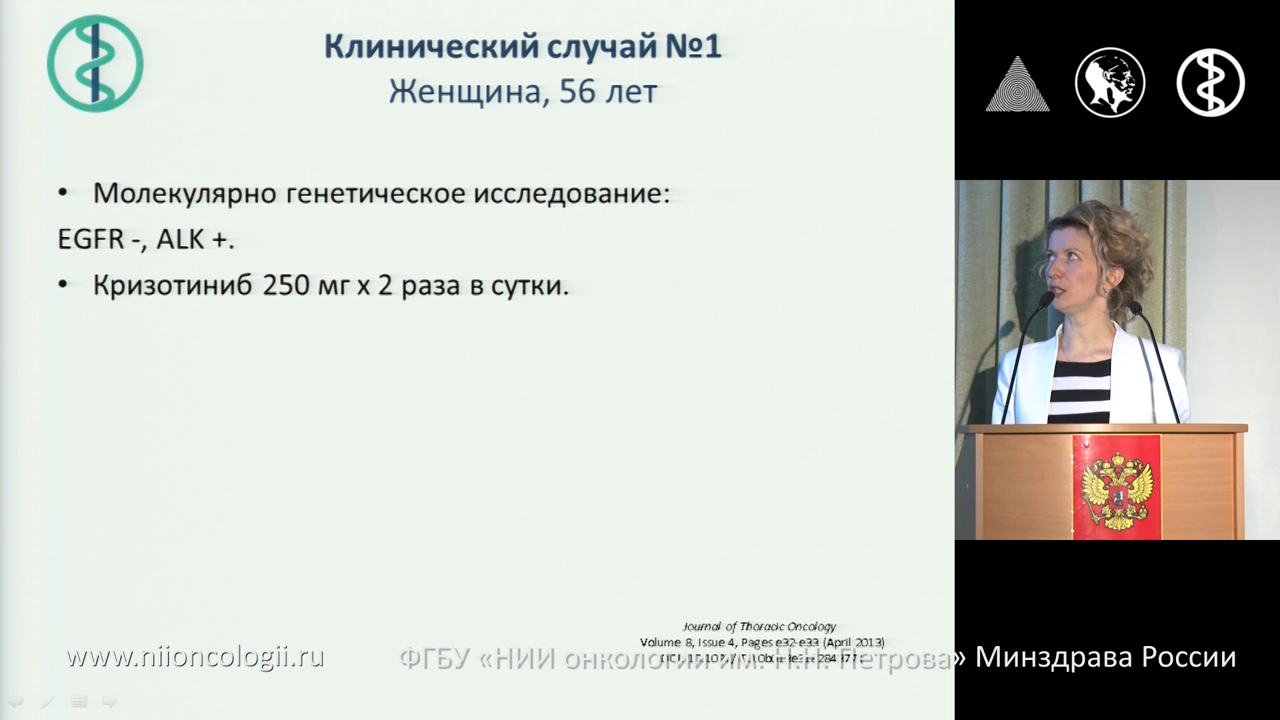 Клинический случай №1
Женщина, 56 лет
• Молекулярно генетическое исследование:
EGFR -, ALK +.
• Кризотиниб 250 мг х 2 раза в сутки.
Journal of Thoracic Oncology
Volume 8, Issue 4, Pages e32-e33 (April 2013)
www.niioncologii.ru
ФГБУ «НИИ онкологии им. Н.Н. Петрова» Минздрава России